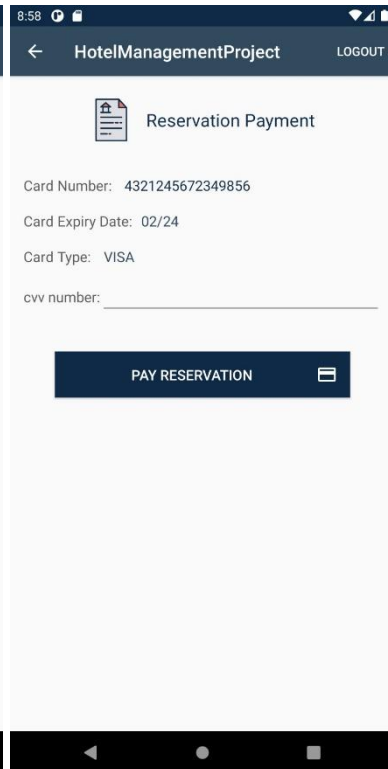 8:58
HotelManagementProject LOGOUT
Reservation Payment
Card Number: 4321245672349856
Card Expiry Date: 02/24
Card Type: VISA
cvv number:
PAY RESERVATION